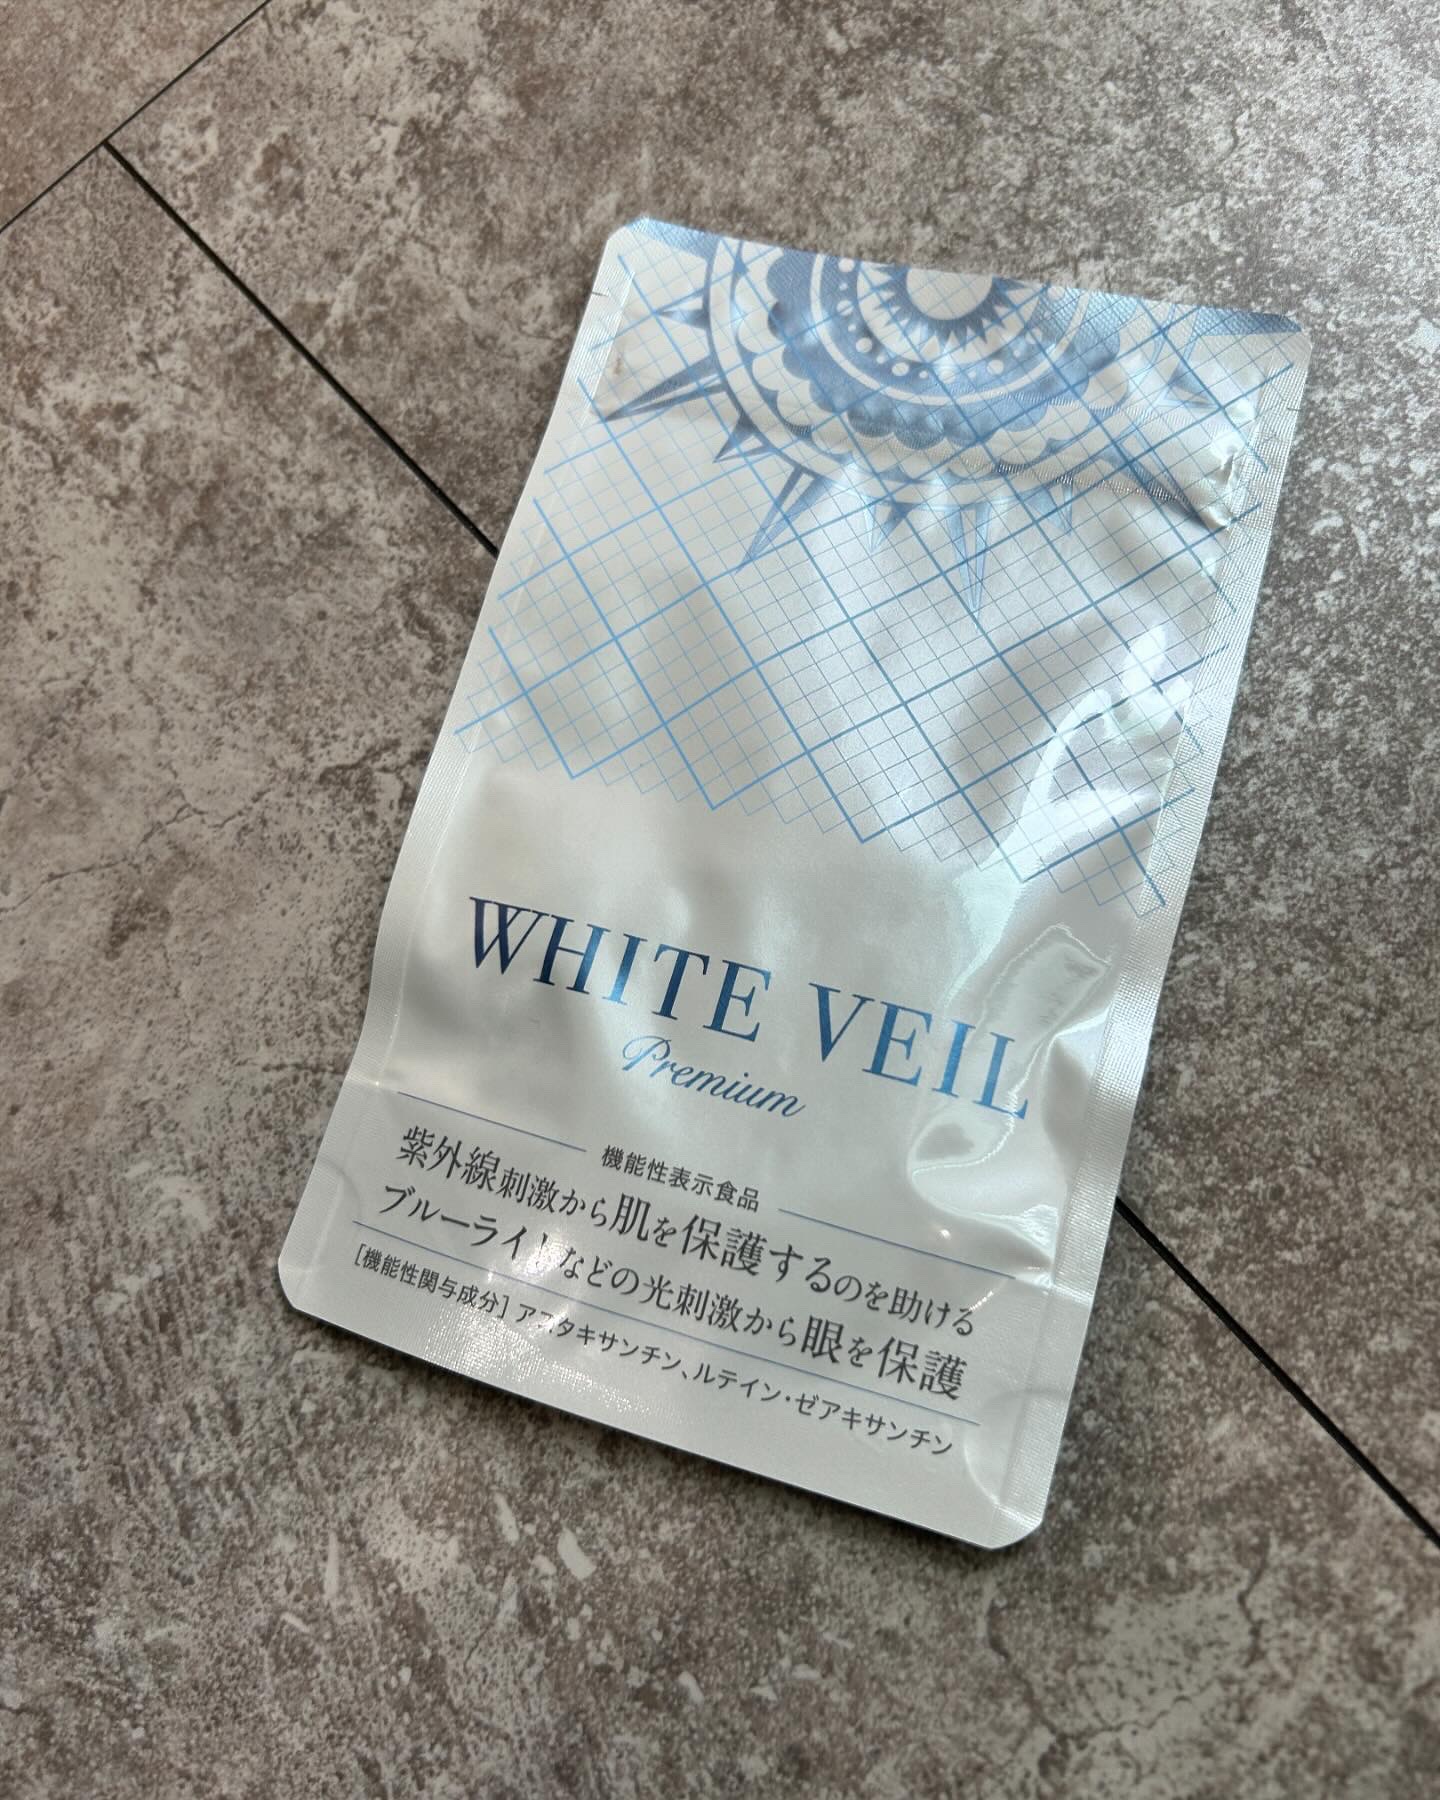 WHITE VEIL
Premium
機能性表示食品
紫外線刺激から肌を保護するのを助ける
ブルーライトなどの光刺激から眼を保護
[機能性関与成分] アスタキサンチン、ルテイン・ゼアキサンチン